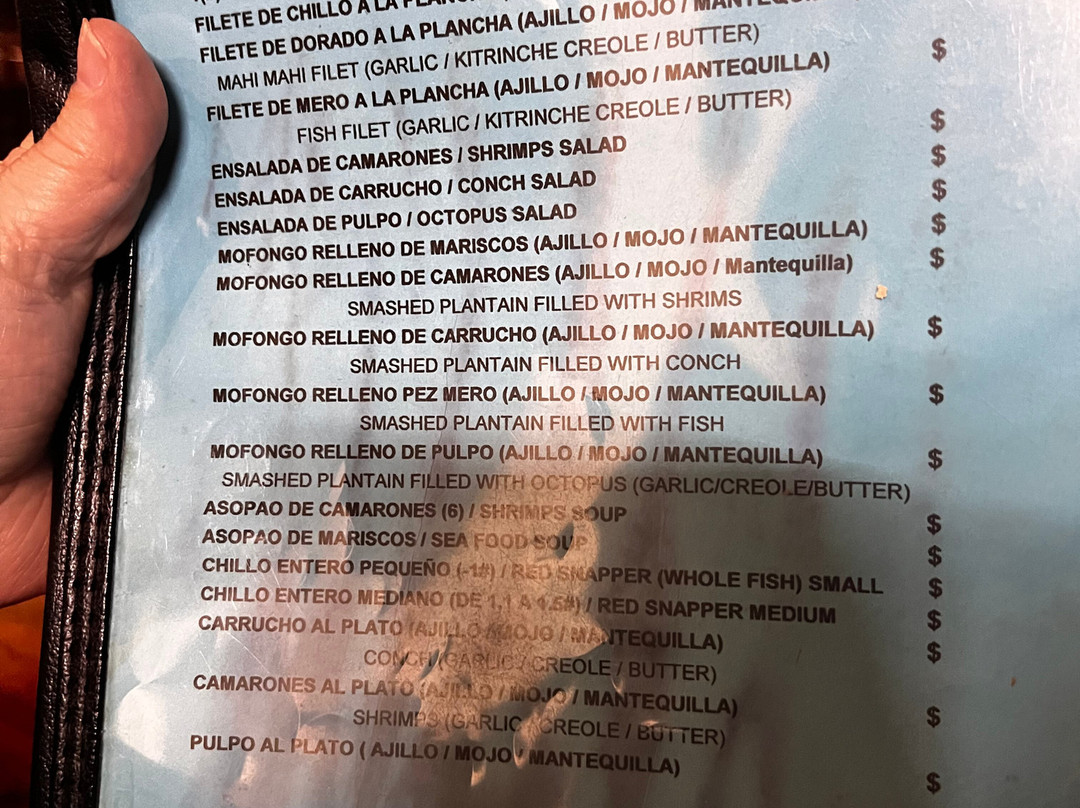 FILETE DE CHILLO A LA
FILETE DE DORADO A LA PLANCHA (AJILLO / MOJO /
MAHI MAHI FILET (GARLIC / KITRINCHE CREOLE / BUTTER)
$
FILETE DE MERO A LA PLANCHA (AJILLO / MOJO / MANTEQUILLA)
FISH FILET (GARLIC / KITRINCHE CREOLE / BUTTER)
$
ENSALADA DE CAMARONES / SHRIMPS SALAD
$
ENSALADA DE CARRUCHO / CONCH SALAD
$
ENSALADA DE PULPO / OCTOPUS SALAD
$
MOFONGO RELLENO DE MARISCOS (AJILLO / MOJO / MANTEQUILLA)
$
MOFONGO RELLENO DE CAMARONES (AJILLO / MOJO / Mantequilla)
SMASHED PLANTAIN FILLED WITH SHRIMS
$
MOFONGO RELLENO DE CARRUCHO (AJILLO / MOJO / MANTEQUILLA)
SMASHED PLANTAIN FILLED WITH CONCH
$
MOFONGO RELLENO PEZ MERO (AJILLO / MOJO / MANTEQUILLA)
SMASHED PLANTAIN FILLED WITH FISH
$
MOFONGO RELLENO DE PULPO (AJILLO / MOJO / MANTEQUILLA)
SMASHED PLANTAIN FILLED WITH OCTOPUS (GARLIC/CREOLE/BUTTER)
$
ASOPAO DE CAMARONES (6) / SHRIMPS SOUP
$
ASOPAO DE MARISCOS / SEA FOOD SOUP
$
CHILLO ENTERO PEQUEÑO (-1#) / RED SNAPPER (WHOLE FISH) SMALL
$
CHILLO ENTERO MEDIANO (DE 1,1 A 1.5#) / RED SNAPPER MEDIUM
$
CARRUCHO AL PLATO (AJILLO / MOJO / MANTEQUILLA)
CONCH (GARLIC / CREOLE / BUTTER)
$
CAMARONES AL PLATO (AJILLO / MOJO / MANTEQUILLA)
SHRIMPS (GARLIC / CREOLE / BUTTER)
$
PULPO AL PLATO ( AJILLO / MOJO / MANTEQUILLA)